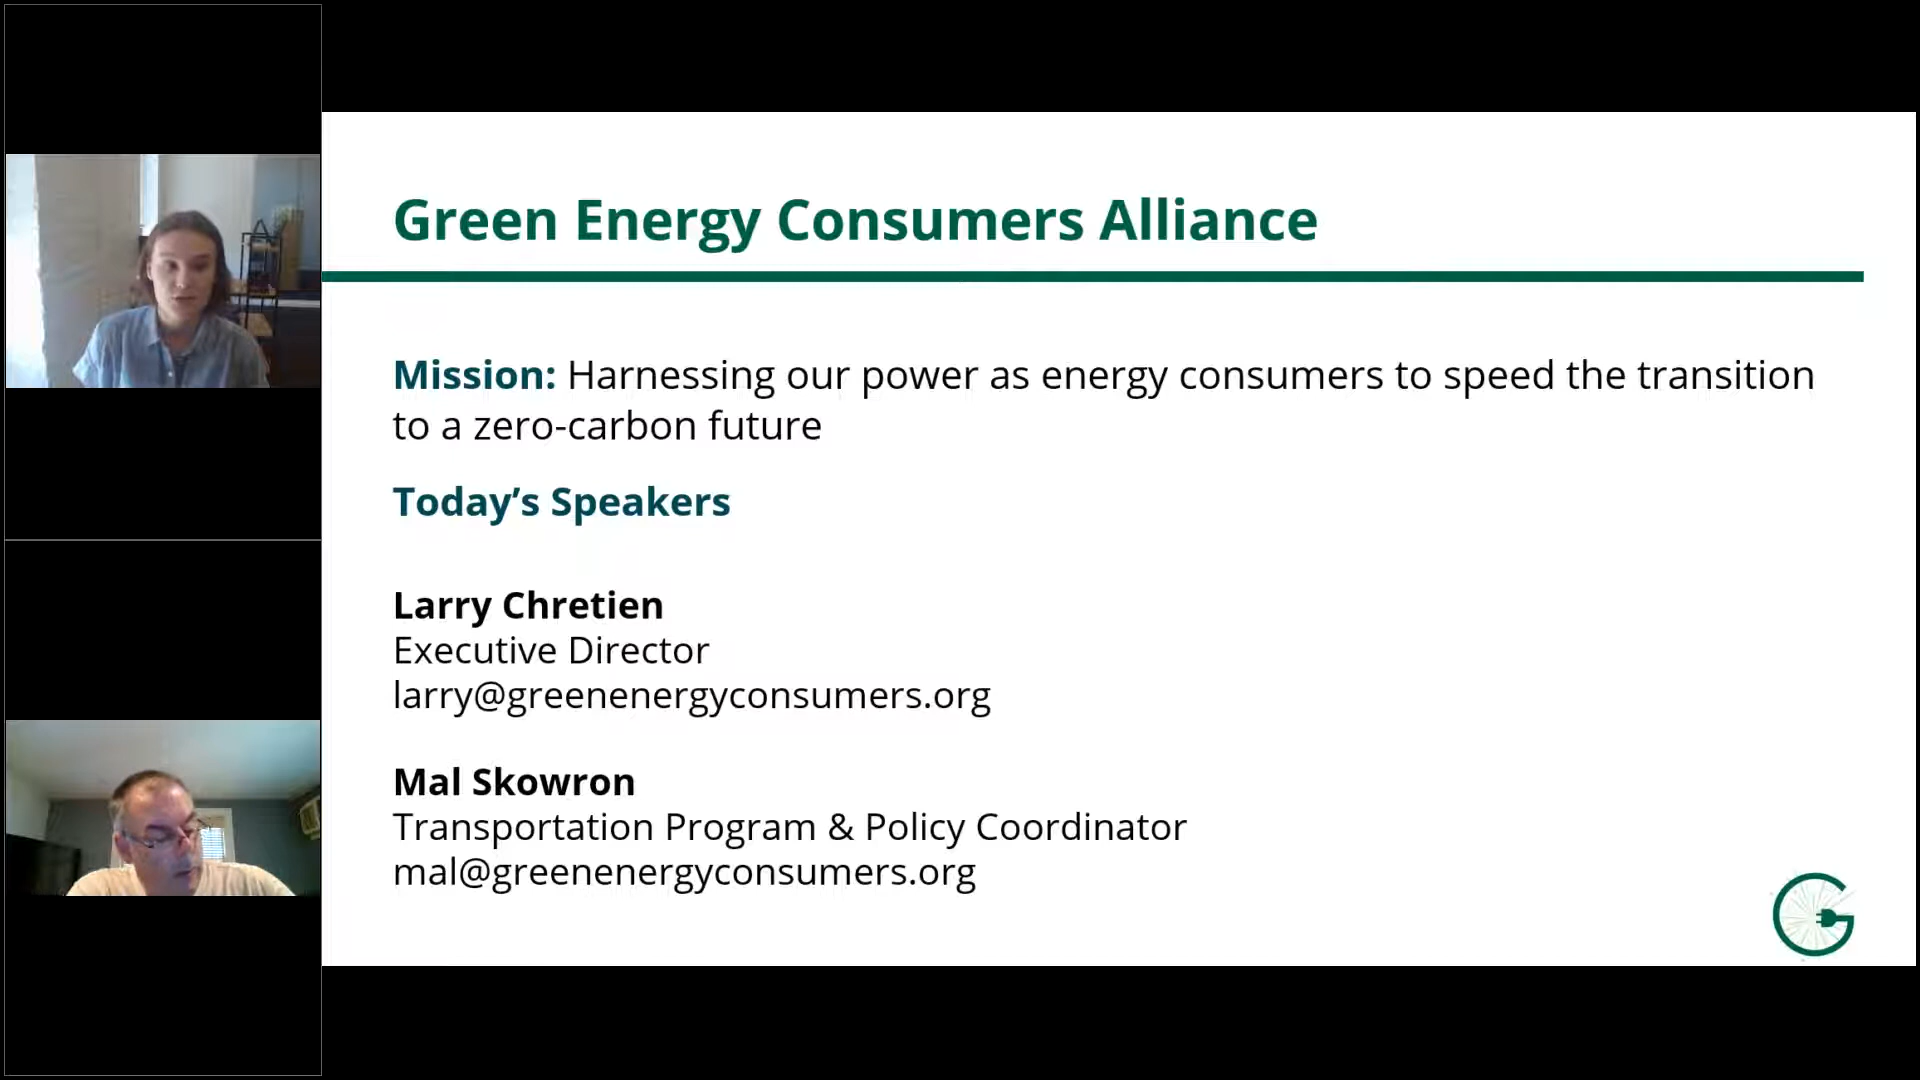 Green Energy Consumers Alliance
Mission: Harnessing our power as energy consumers to speed the transition
to a zero-carbon future
Today’s Speakers
Larry Chretien
Executive Director
larry@greenenergyconsumers.org
Mal Skowron
Transportation Program & Policy Coordinator
mal@greenenergyconsumers.org